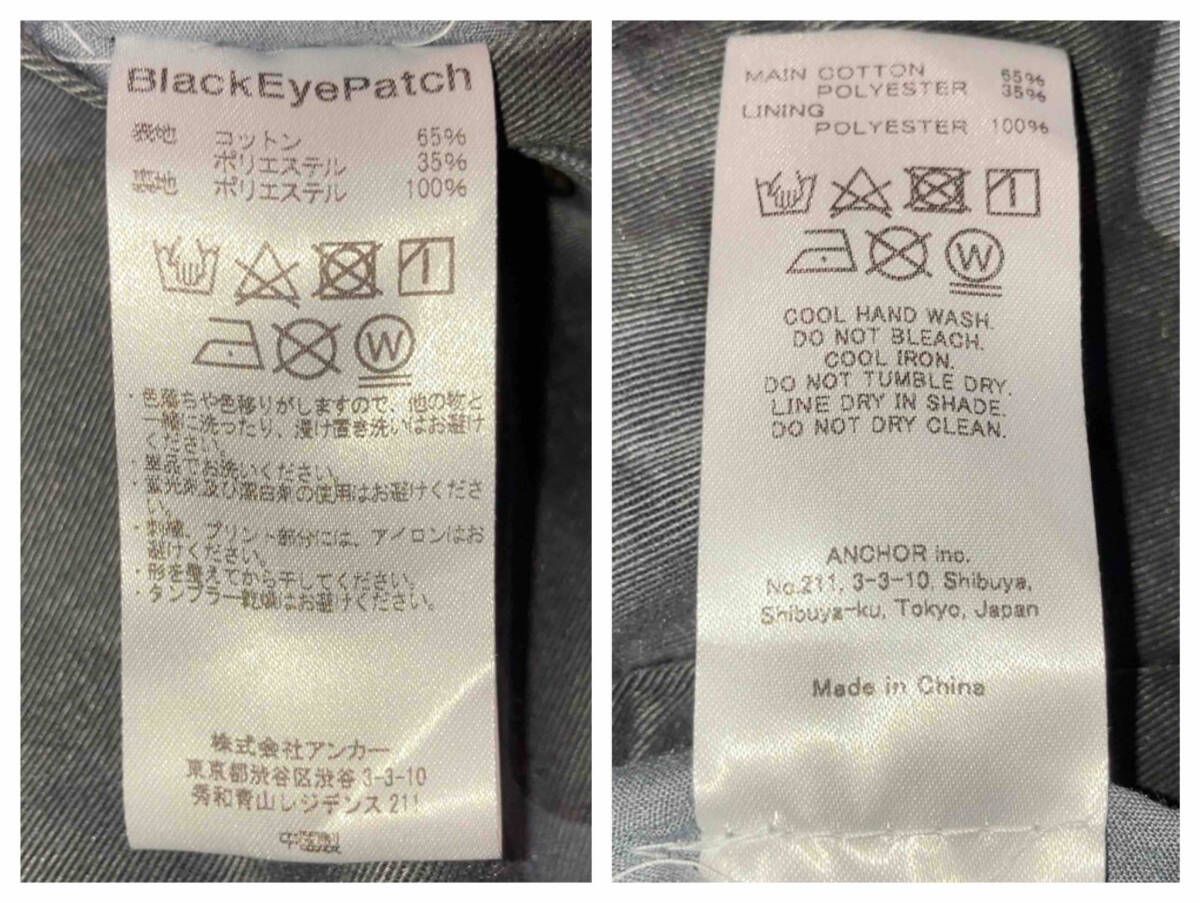 BlackEyePatch
表地 コットン 65%
ポリエステル 35%
裏地 ポリエステル 100%
W
・色落ちや色移りがしますので、他の物と
一緒に洗ったり、浸け置き洗いはお避け
ください。
・単品でお洗いください。
・蛍光剤及び漂白剤の使用はお避けくださ
い。
・刺繍、プリント部分には、アイロンはお
避けください。
・形を整えてから干してください。
・タンブラー乾燥はお避けください。
株式会社アンカー
東京都渋谷区渋谷 3-3-10
秀和青山レジデンス 211
中国製
MAIN COTTON 65%
POLYESTER 35%
LINING
POLYESTER 100%
W
COOL HAND WASH.
DO NOT BLEACH.
COOL IRON.
DO NOT TUMBLE DRY.
LINE DRY IN SHADE.
DO NOT DRY CLEAN.
ANCHOR inc.
No.211, 3-3-10, Shibuya,
Shibuya-ku, Tokyo, Japan
Made in China